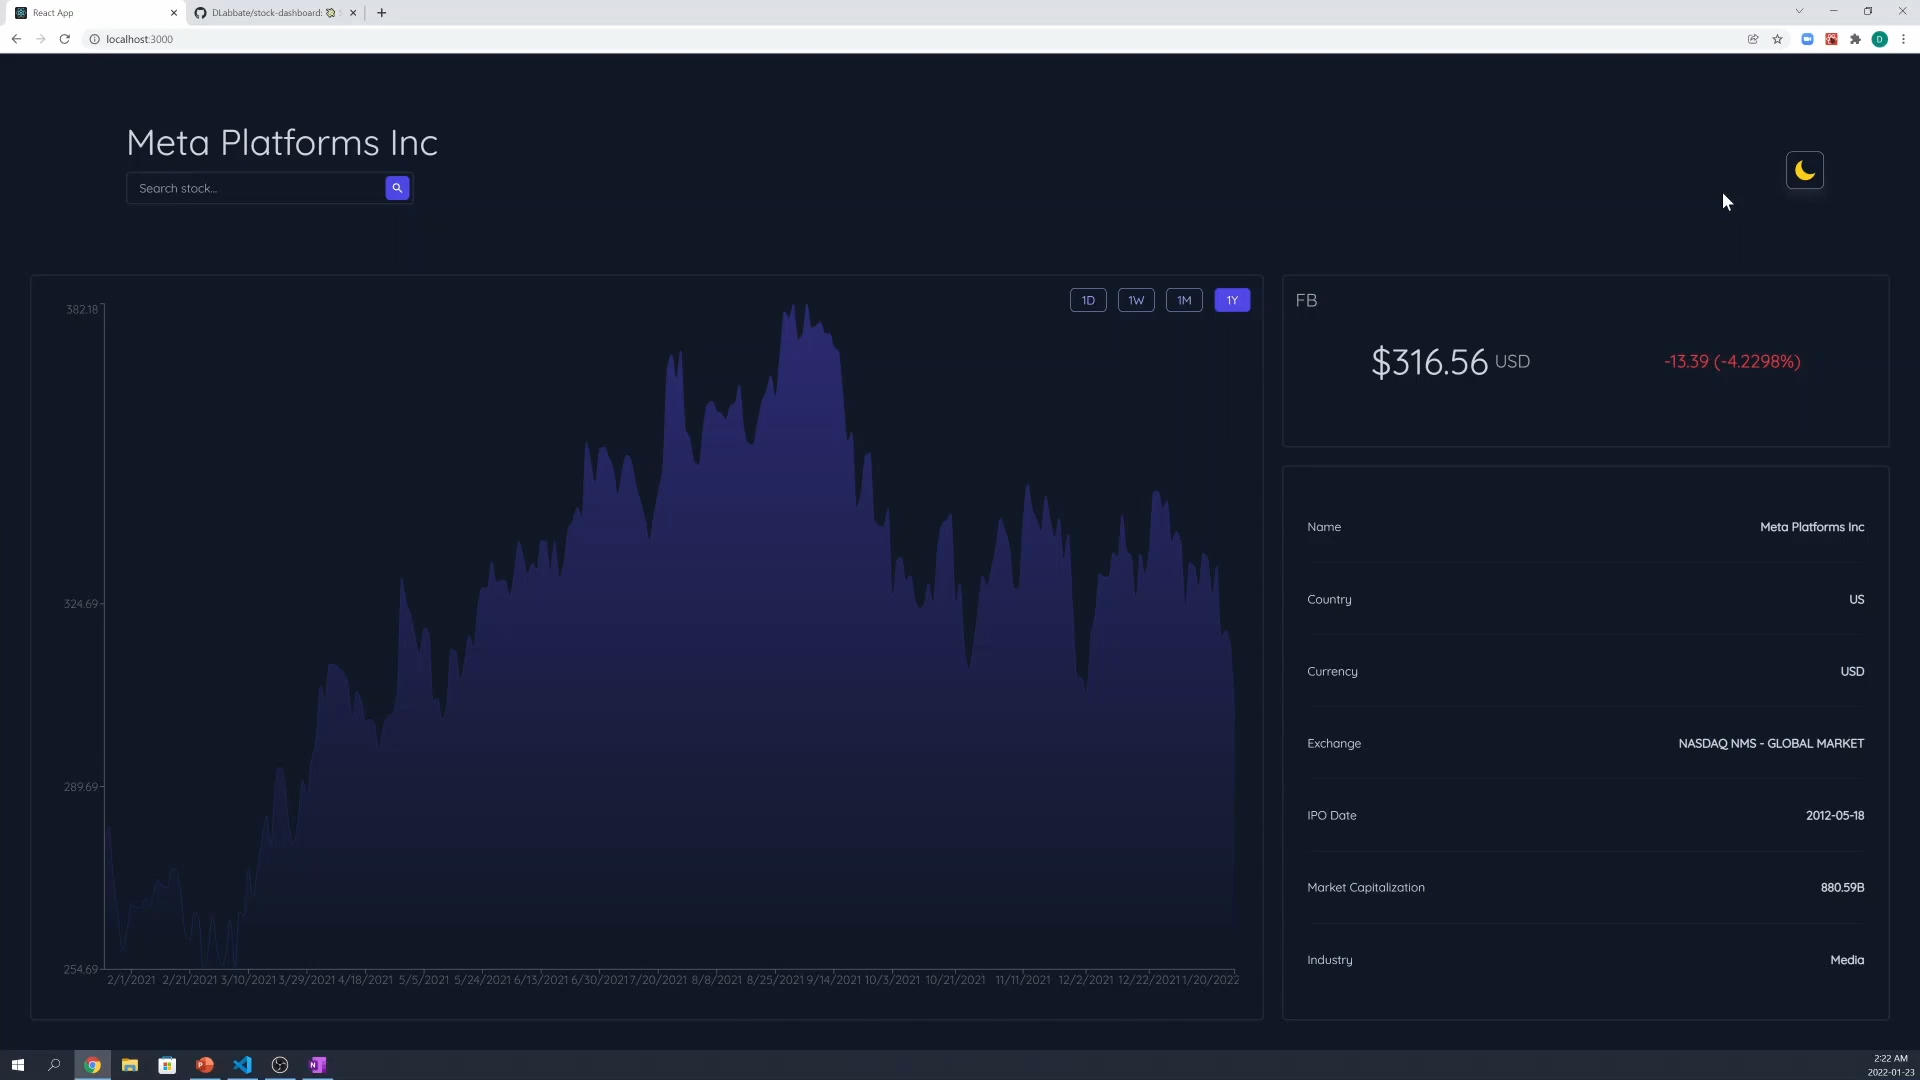 React App
DLabbate/stock-dashboard:
localhost:3000
D
Meta Platforms Inc
Search stock...
1D 1W 1M 1Y
382.18
324.69
289.69
254.69
2/1/2021 2/21/2021 3/10/2021 3/29/2021 4/18/2021 5/5/2021 5/24/2021 6/13/2021 6/30/2021 7/20/2021 8/8/2021 8/25/2021 9/14/2021 10/3/2021 10/21/2021 11/11/2021 12/2/2021 12/22/2021 1/20/2022
FB
$316.56 USD
-13.39 (-4.2298%)
Name Meta Platforms Inc
Country US
Currency USD
Exchange NASDAQ NMS - GLOBAL MARKET
IPO Date 2012-05-18
Market Capitalization 880.59B
Industry Media
2:22 AM
2022-01-23